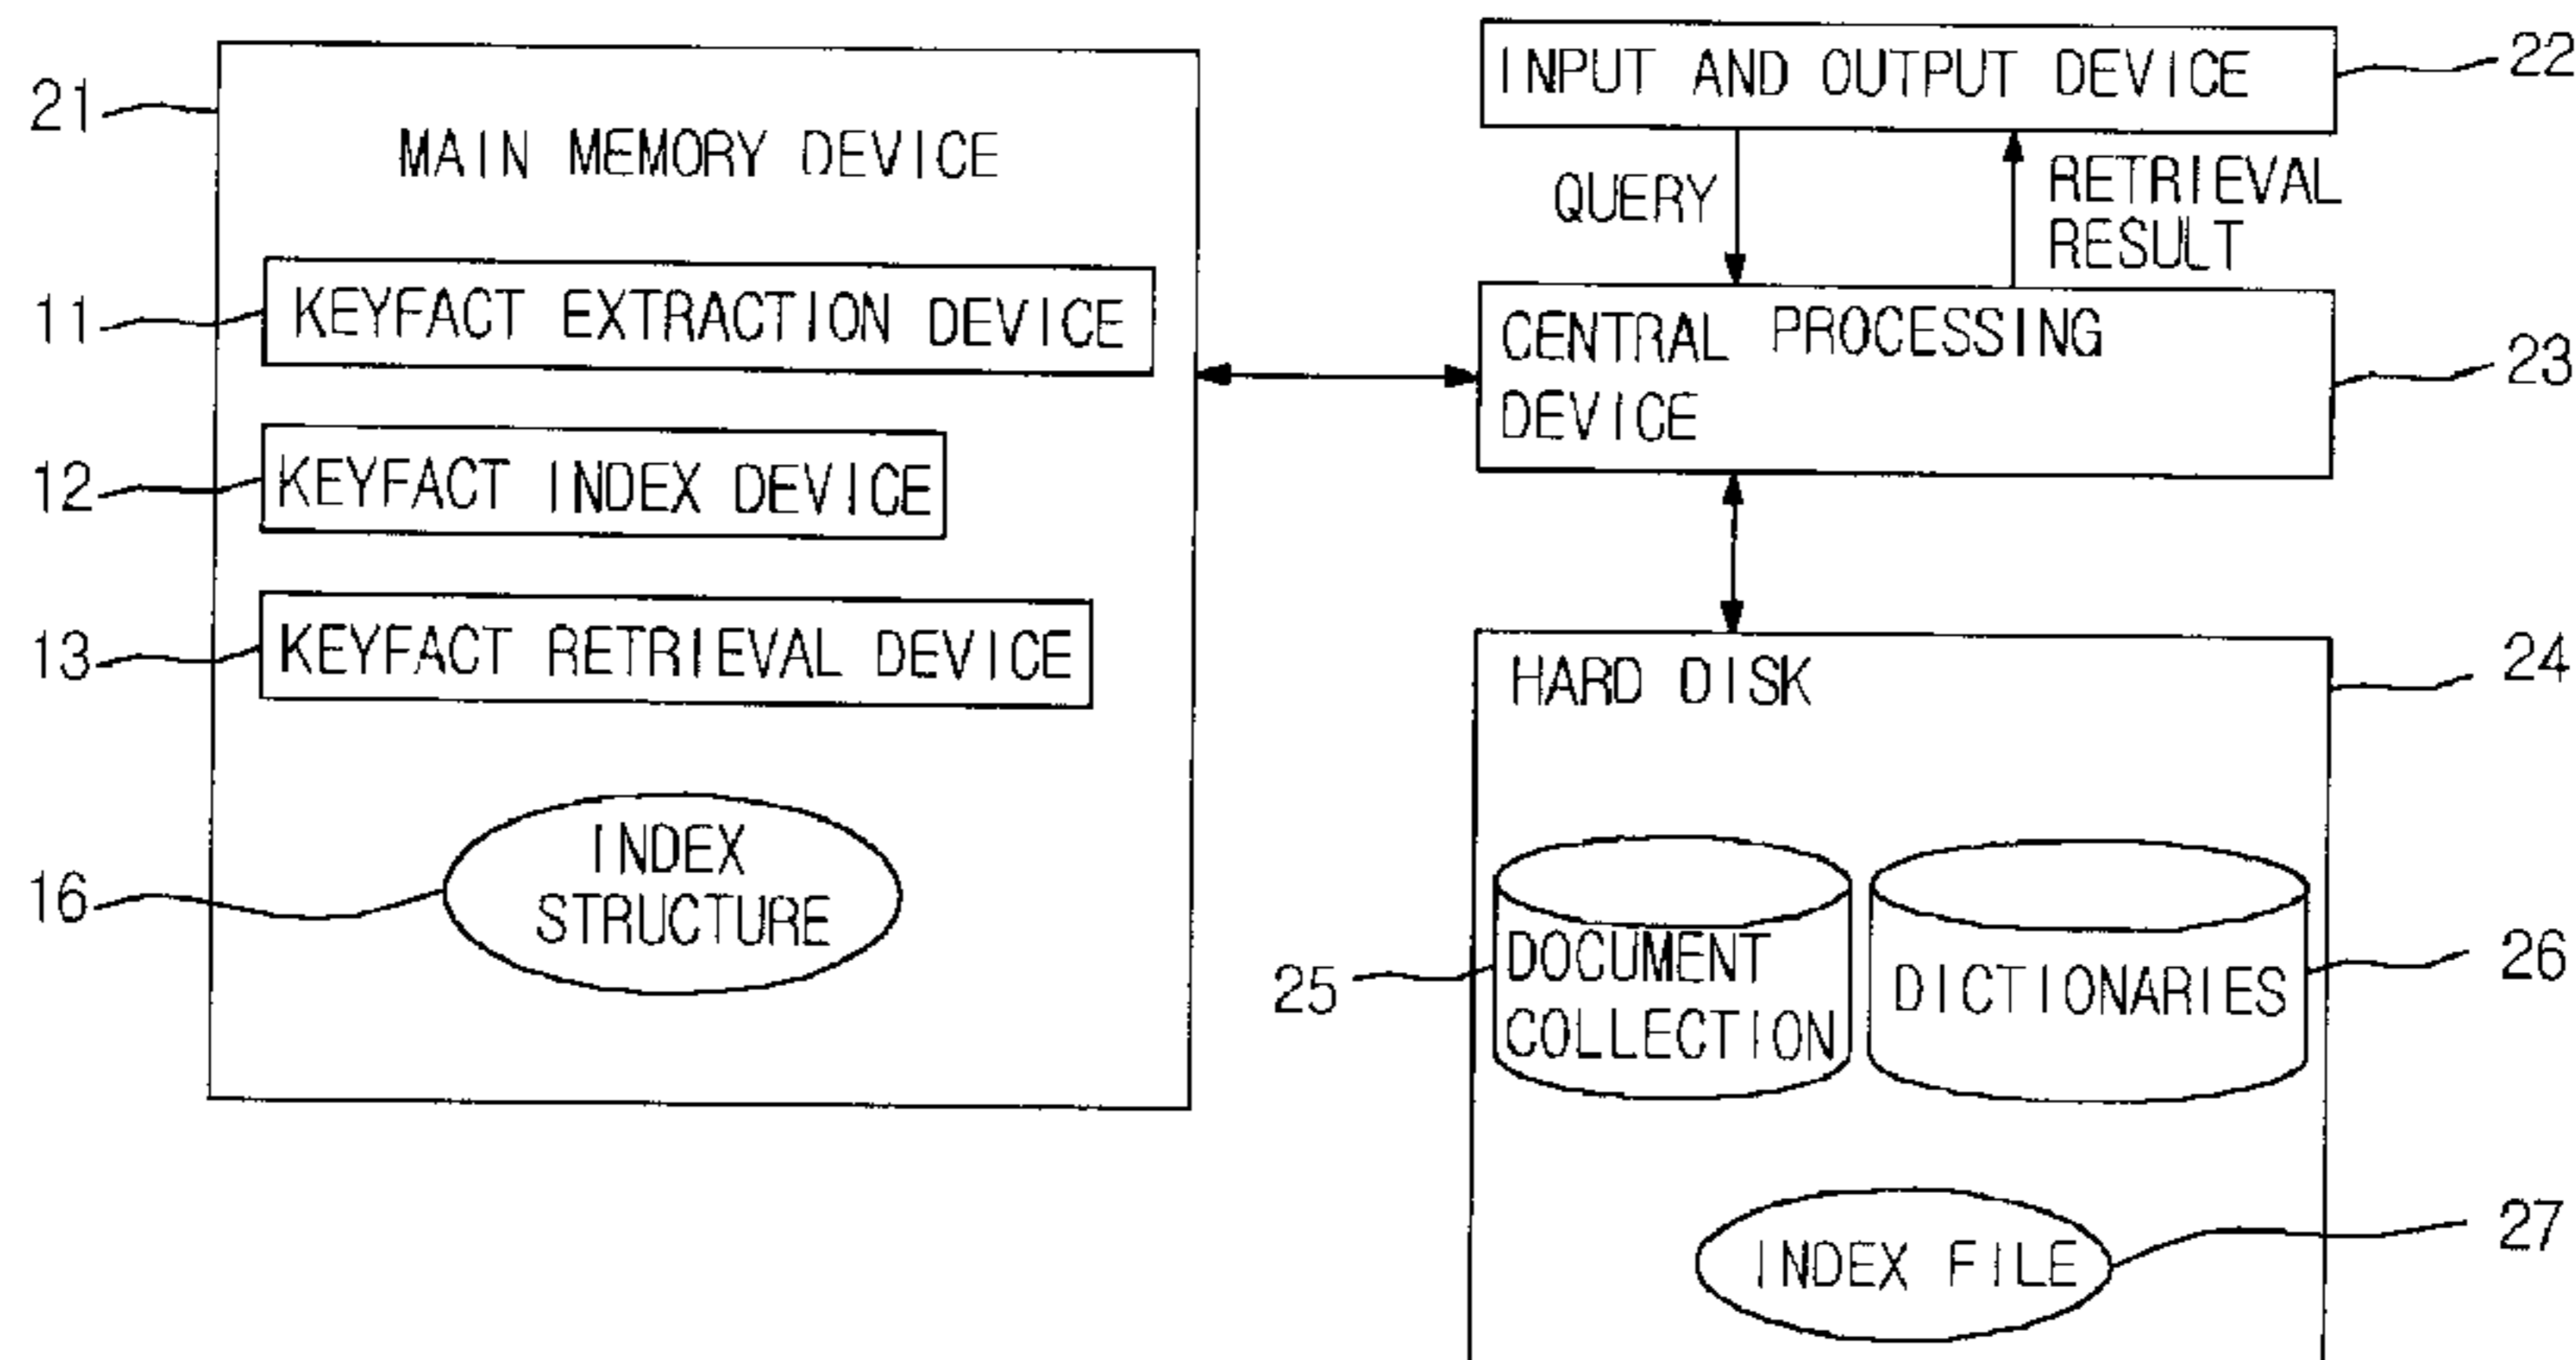 21
MAIN MEMORY DEVICE
11
KEYFACT EXTRACTION DEVICE
12
KEYFACT INDEX DEVICE
13
KEYFACT RETRIEVAL DEVICE
16
INDEX
STRUCTURE
INPUT AND OUTPUT DEVICE
22
QUERY
RETRIEVAL
RESULT
CENTRAL PROCESSING
DEVICE
23
HARD DISK
24
25
DOCUMENT
COLLECTION
DICTIONARIES
26
INDEX FILE
27